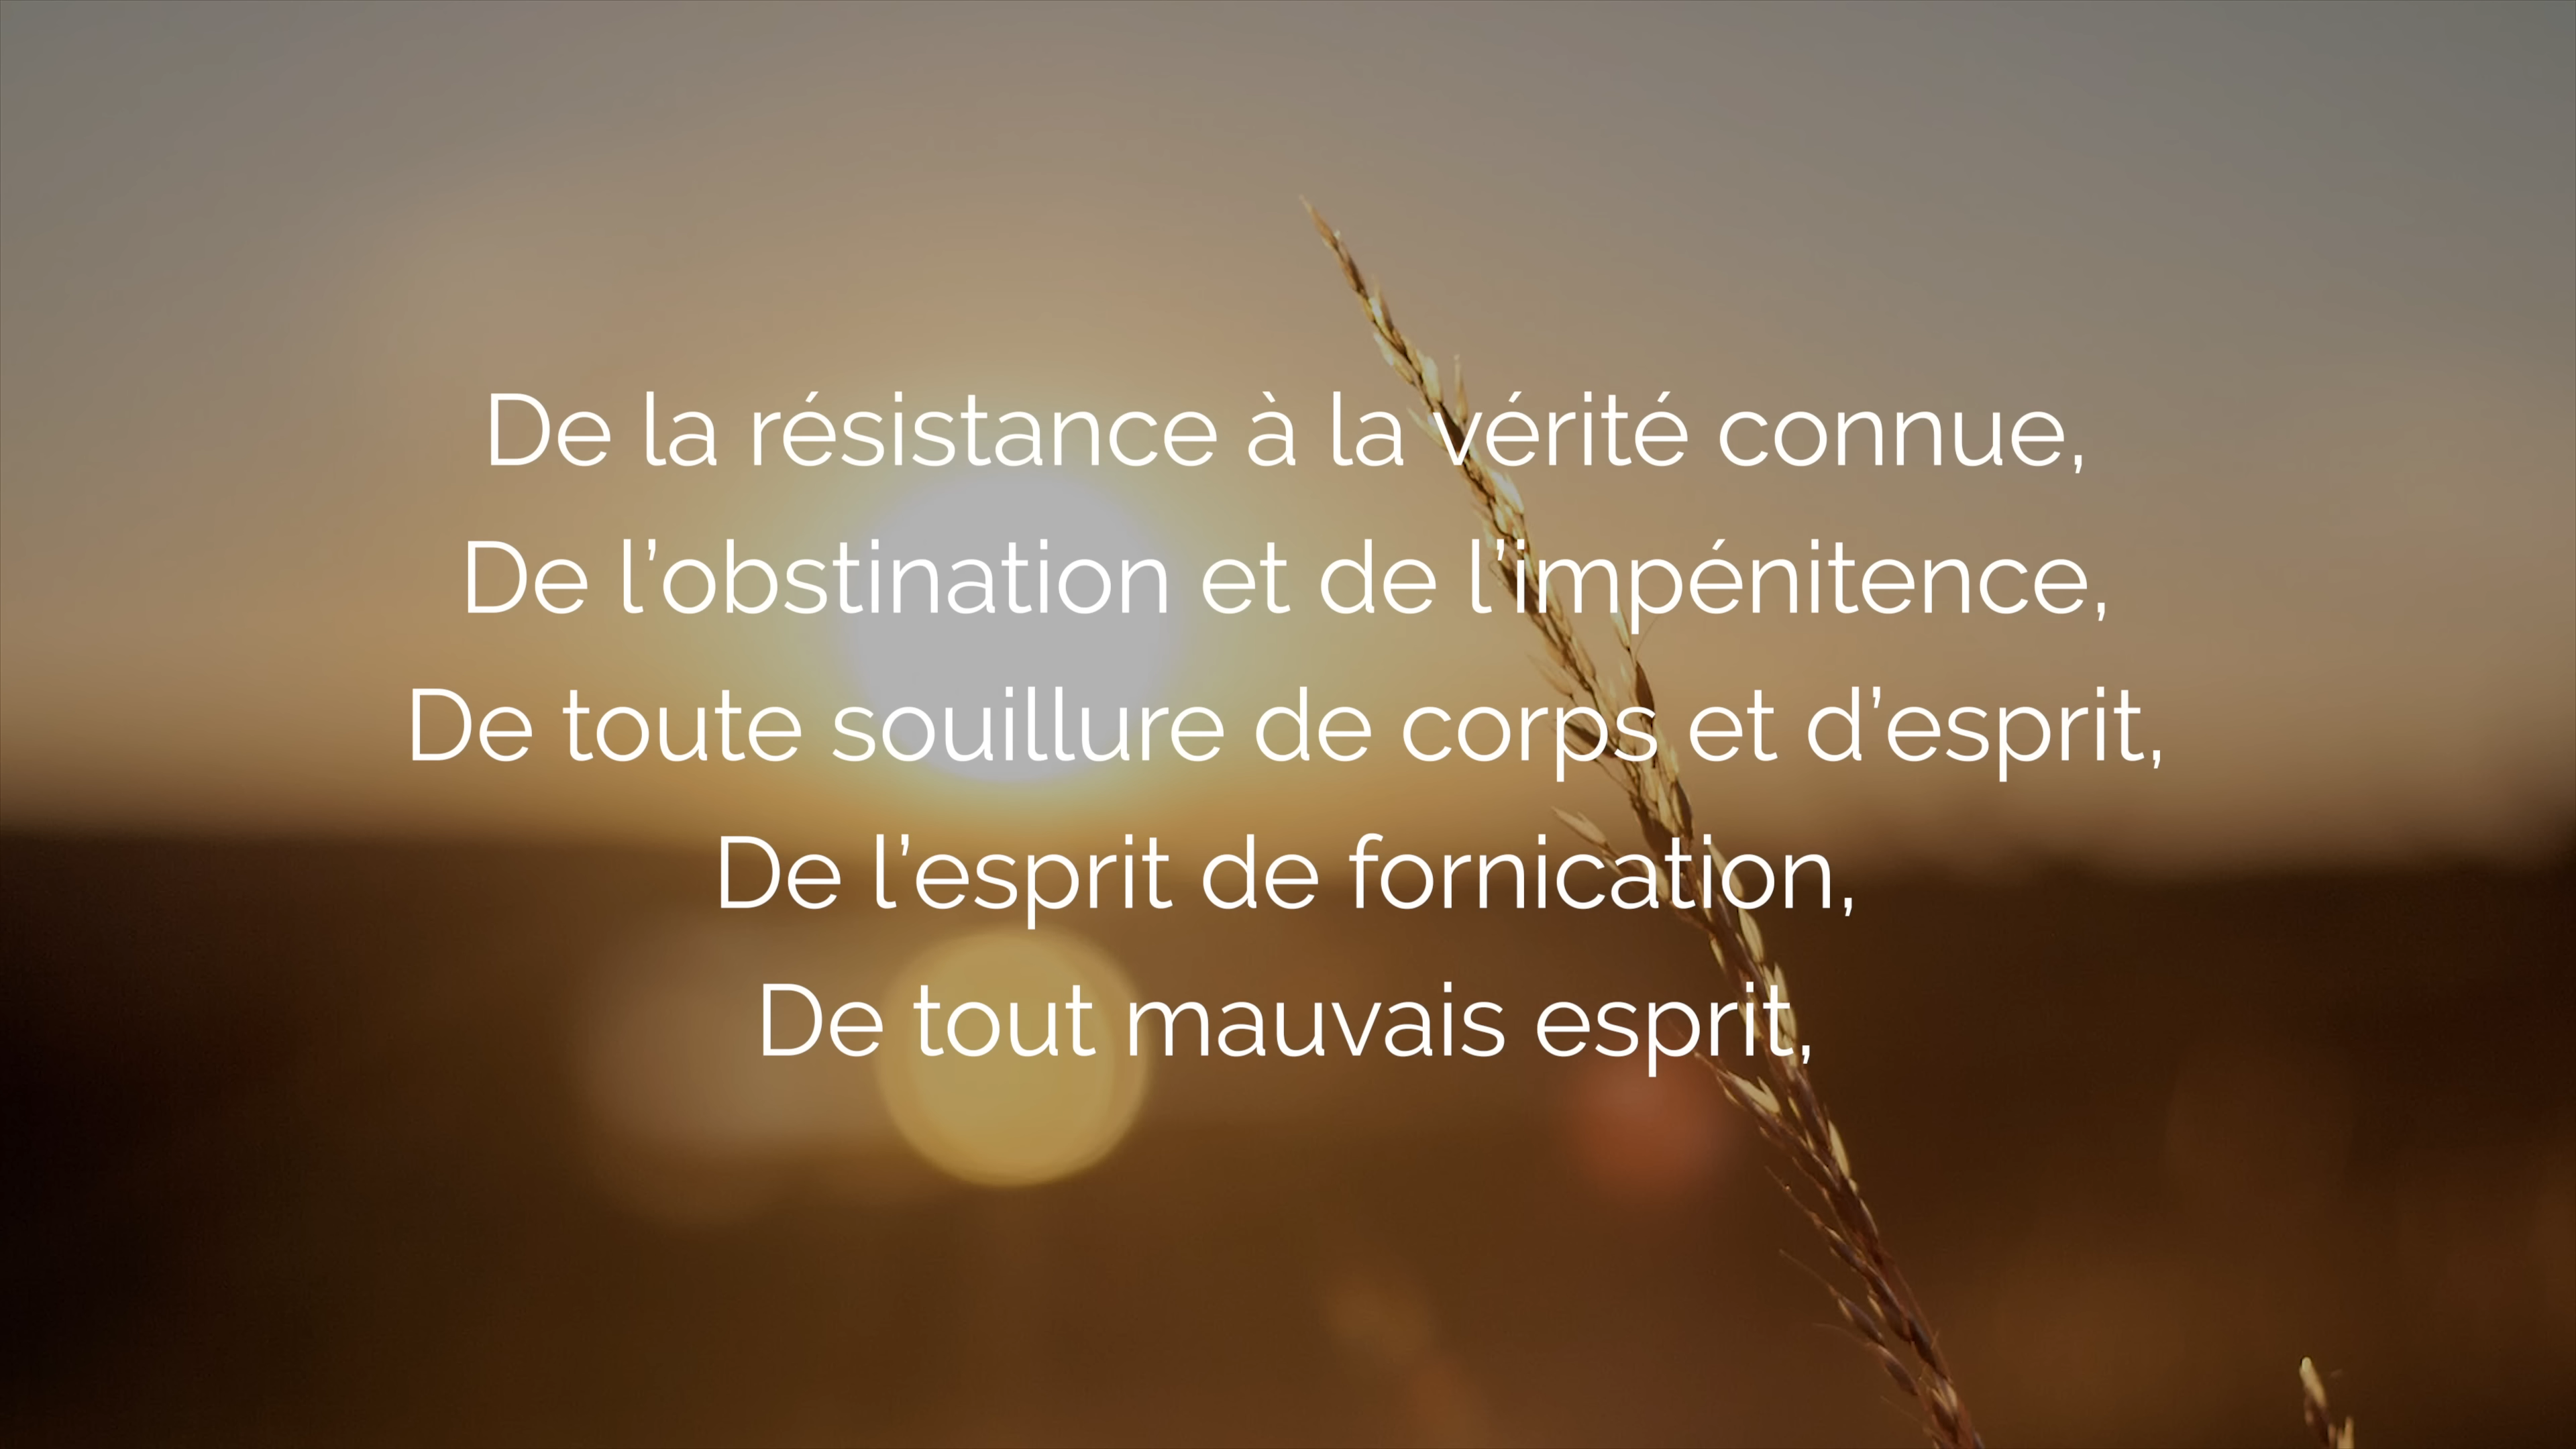 De la résistance à la vérité connue,
De l’obstination et de l’impénitence,
De toute souillure de corps et d’esprit,
De l’esprit de fornication,
De tout mauvais esprit,